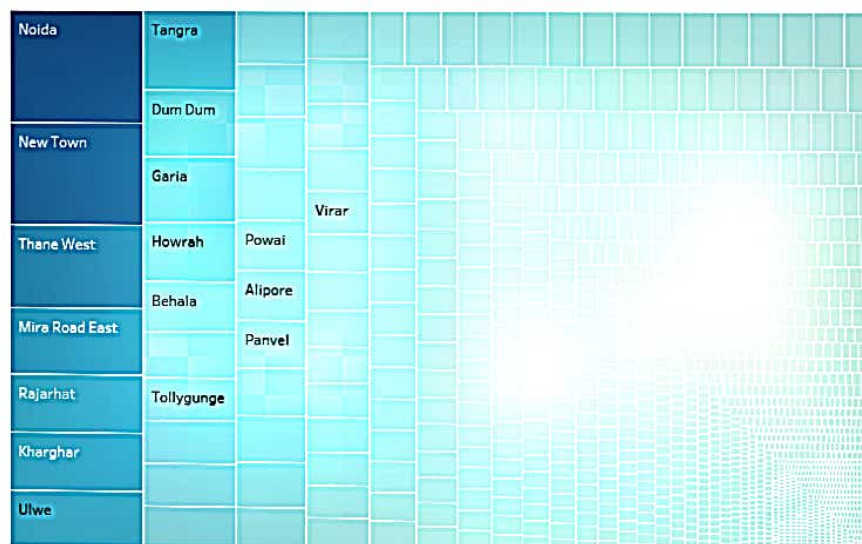 Noida
New Town
Thane West
Mira Road East
Rajarhat
Kharghar
Ulwe
Tangra
Dum Dum
Garia
Howrah
Behala
Tollygunge
Powai
Alipore
Panvel
Virar